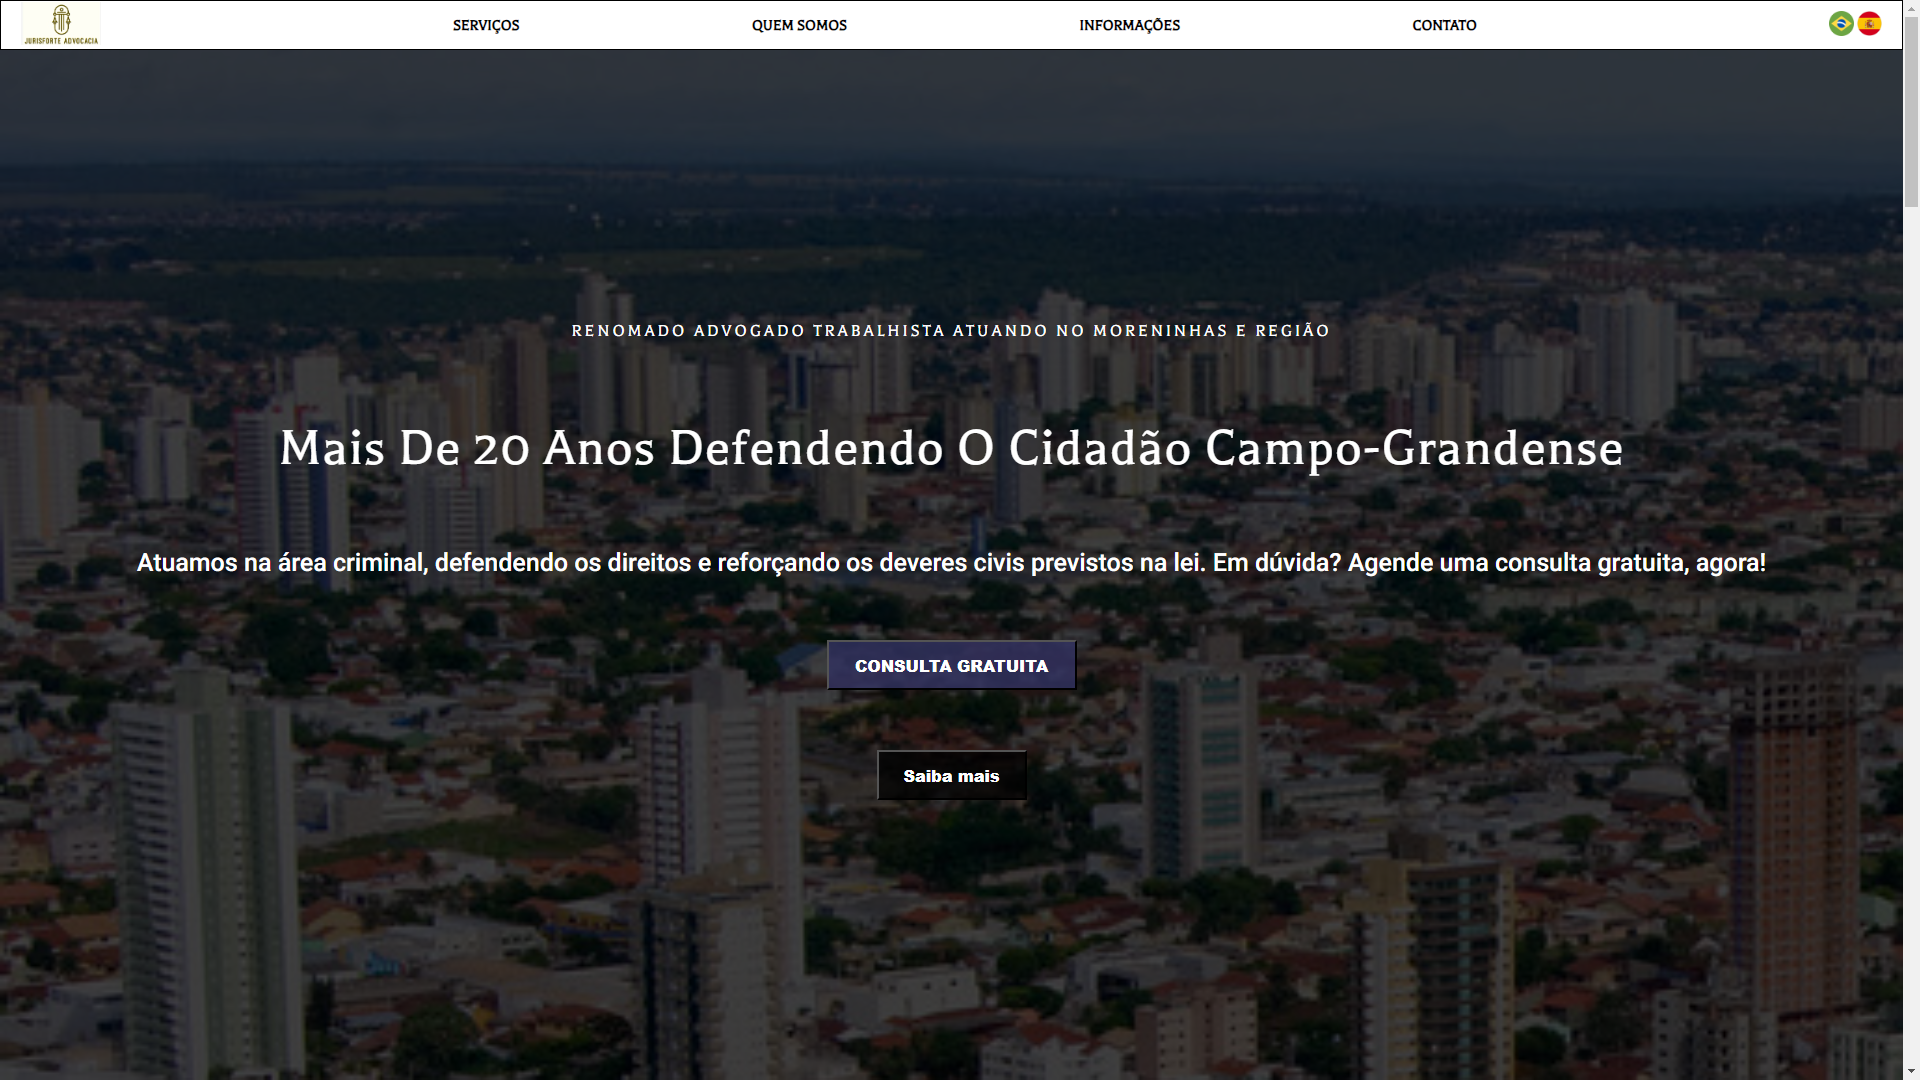 JURISFORTE ADVOCACIA
SERVIÇOS
QUEM SOMOS
INFORMAÇÕES
CONTATO
RENOMADO ADVOGADO TRABALHISTA ATUANDO NO MORENINHAS E REGIÃO
Mais De 20 Anos Defendendo O Cidadão Campo-Grandense
Atuamos na área criminal, defendendo os direitos e reforçando os deveres civis previstos na lei. Em dúvida? Agende uma consulta gratuita, agora!
CONSULTA GRATUITA
Saiba mais